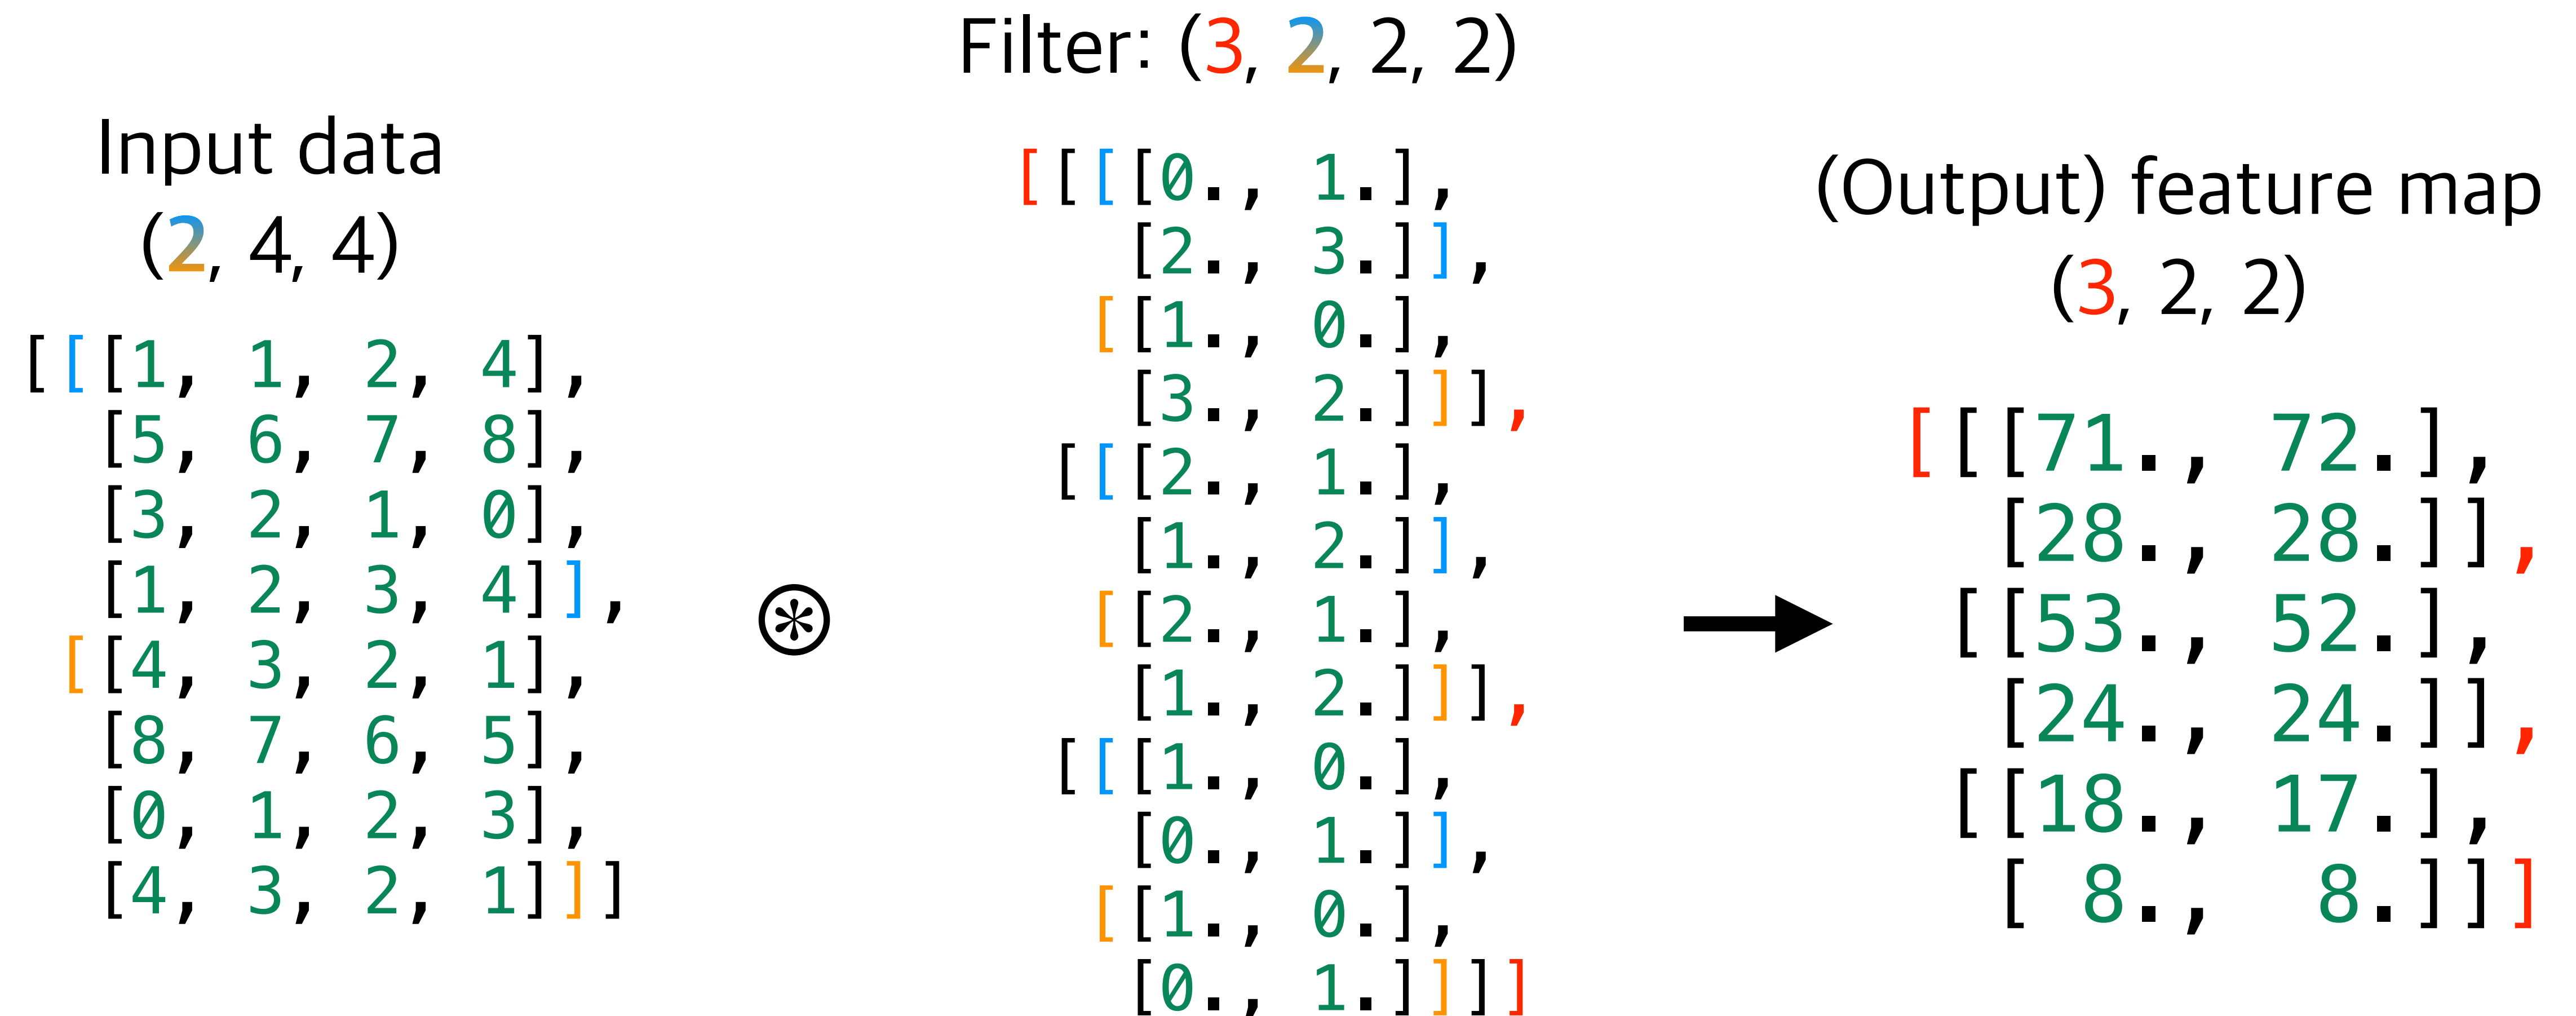 Filter: (3, 2, 2, 2)
Input data
(2, 4, 4)
[[[1, 1, 2, 4],
[5, 6, 7, 8],
[3, 2, 1, 0],
[1, 2, 3, 4]],
[[4, 3, 2, 1],
[8, 7, 6, 5],
[0, 1, 2, 3],
[4, 3, 2, 1]]]
⊛
[[[[0., 1.],
[2., 3.]],
[[1., 0.],
[3., 2.]]],
[[[2., 1.],
[1., 2.]],
[[2., 1.],
[1., 2.]]],
[[[1., 0.],
[0., 1.]],
[[1., 0.],
[0., 1.]]]]
(Output) feature map
(3, 2, 2)
[[[71., 72.],
[28., 28.]],
[[53., 52.],
[24., 24.]],
[[18., 17.],
[ 8., 8.]]]